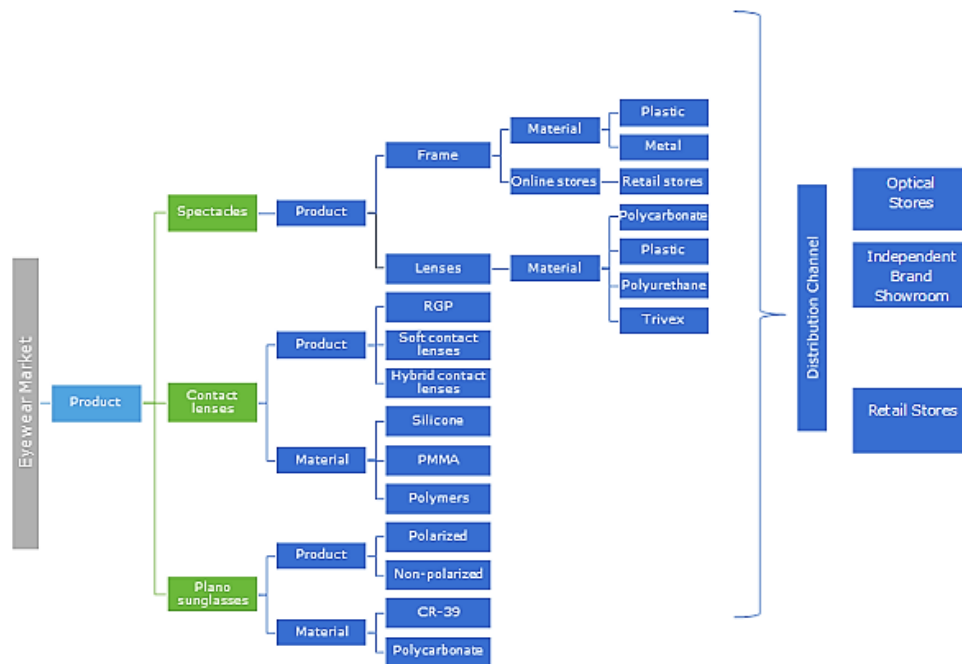 Eyewear Market
Product
Spectacles
Product
Frame
Material
Plastic
Metal
Online stores
Retail stores
Lenses
Material
Polycarbonate
Plastic
Polyurethane
Trivex
Contact
lenses
Product
RGP
Soft contact
lenses
Hybrid contact
lenses
Material
Silicone
PMMA
Polymers
Plano
sunglasses
Product
Polarized
Non-polarized
Material
CR-39
Polycarbonate
Distribution Channel
Optical
Stores
Independent
Brand
Showroom
Retail Stores